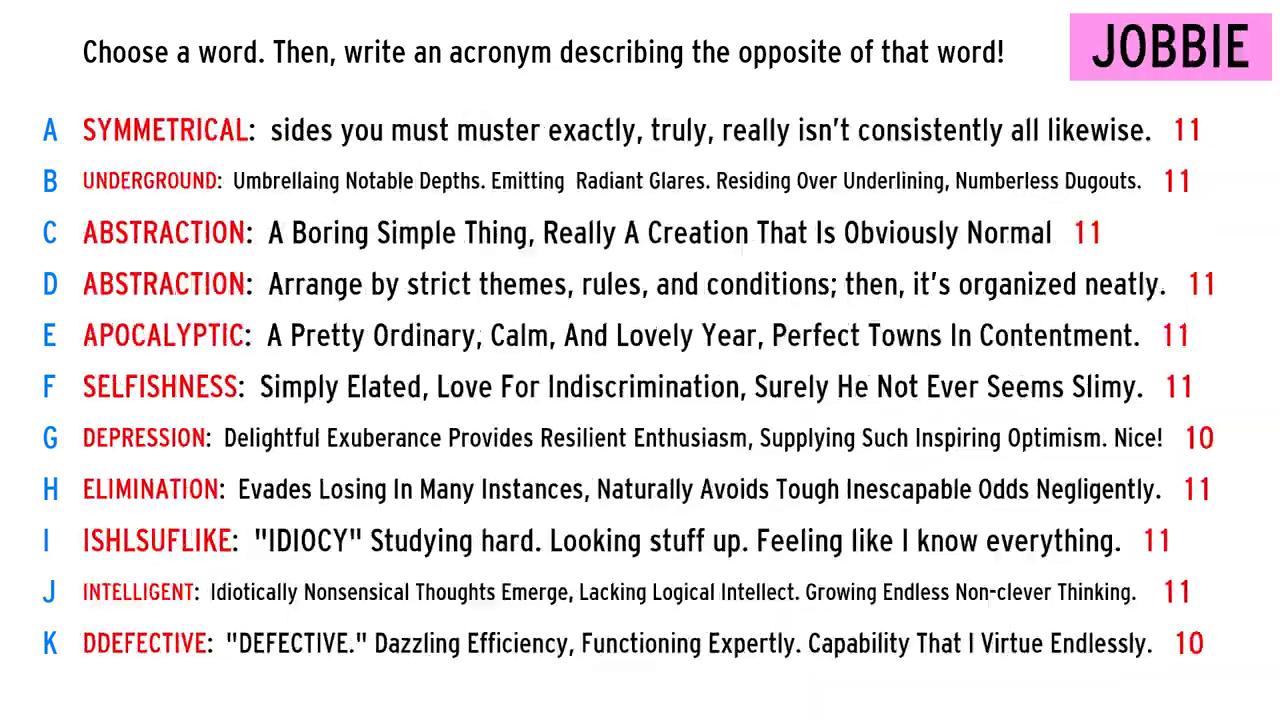 Choose a word. Then, write an acronym describing the opposite of that word!
JOBBIE
A SYMMETRICAL: sides you must muster exactly, truly, really isn't consistently all likewise. 11
B UNDERGROUND: Umbrellaing Notable Depths. Emitting Radiant Glares. Residing Over Underlining, Numberless Dugouts. 11
C ABSTRACTION: A Boring Simple Thing, Really A Creation That Is Obviously Normal 11
D ABSTRACTION: Arrange by strict themes, rules, and conditions; then, it's organized neatly. 11
E APOCALYPTIC: A Pretty Ordinary, Calm, And Lovely Year, Perfect Towns In Contentment. 11
F SELFISHNESS: Simply Elated, Love For Indiscrimination, Surely He Not Ever Seems Slimy. 11
G DEPRESSION: Delightful Exuberance Provides Resilient Enthusiasm, Supplying Such Inspiring Optimism. Nice! 10
H ELIMINATION: Evades Losing In Many Instances, Naturally Avoids Tough Inescapable Odds Negligently. 11
I ISHLSUFLIKE: "IDIOCY" Studying hard. Looking stuff up. Feeling like I know everything. 11
J INTELLIGENT: Idiotically Nonsensical Thoughts Emerge, Lacking Logical Intellect. Growing Endless Non-clever Thinking. 11
K DDEFECTIVE: "DEFECTIVE." Dazzling Efficiency, Functioning Expertly. Capability That I Virtue Endlessly. 10